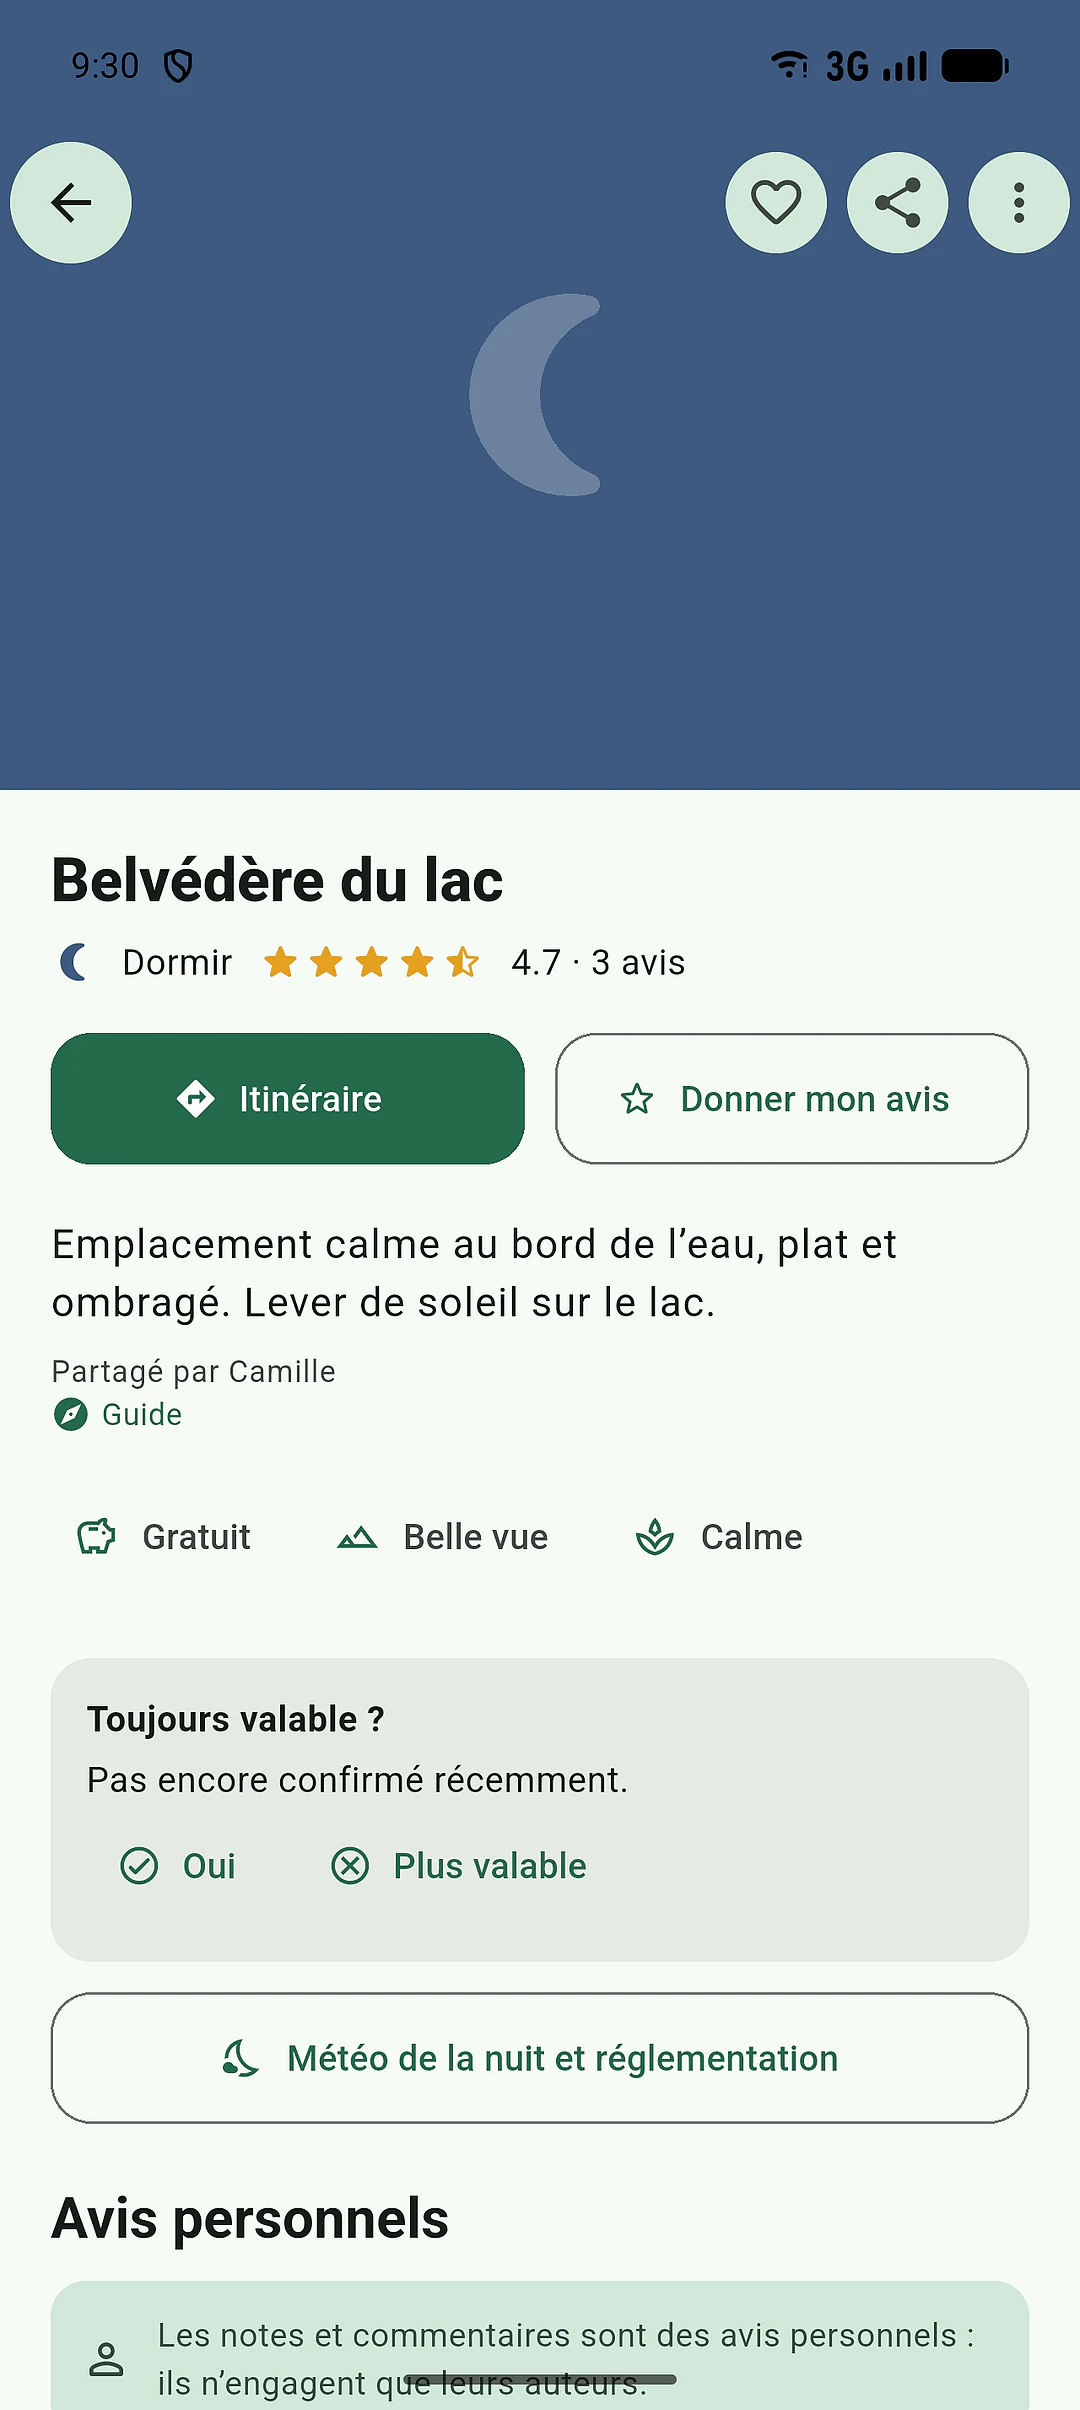 9:30 3G
Belvédère du lac
Dormir 4.7 · 3 avis
Itinéraire
Donner mon avis
Emplacement calme au bord de l’eau, plat et
ombragé. Lever de soleil sur le lac.
Partagé par Camille
Guide
Gratuit Belle vue Calme
Toujours valable ?
Pas encore confirmé récemment.
Oui Plus valable
Météo de la nuit et réglementation
Avis personnels
Les notes et commentaires sont des avis personnels :
ils n’engagent que leurs auteurs.